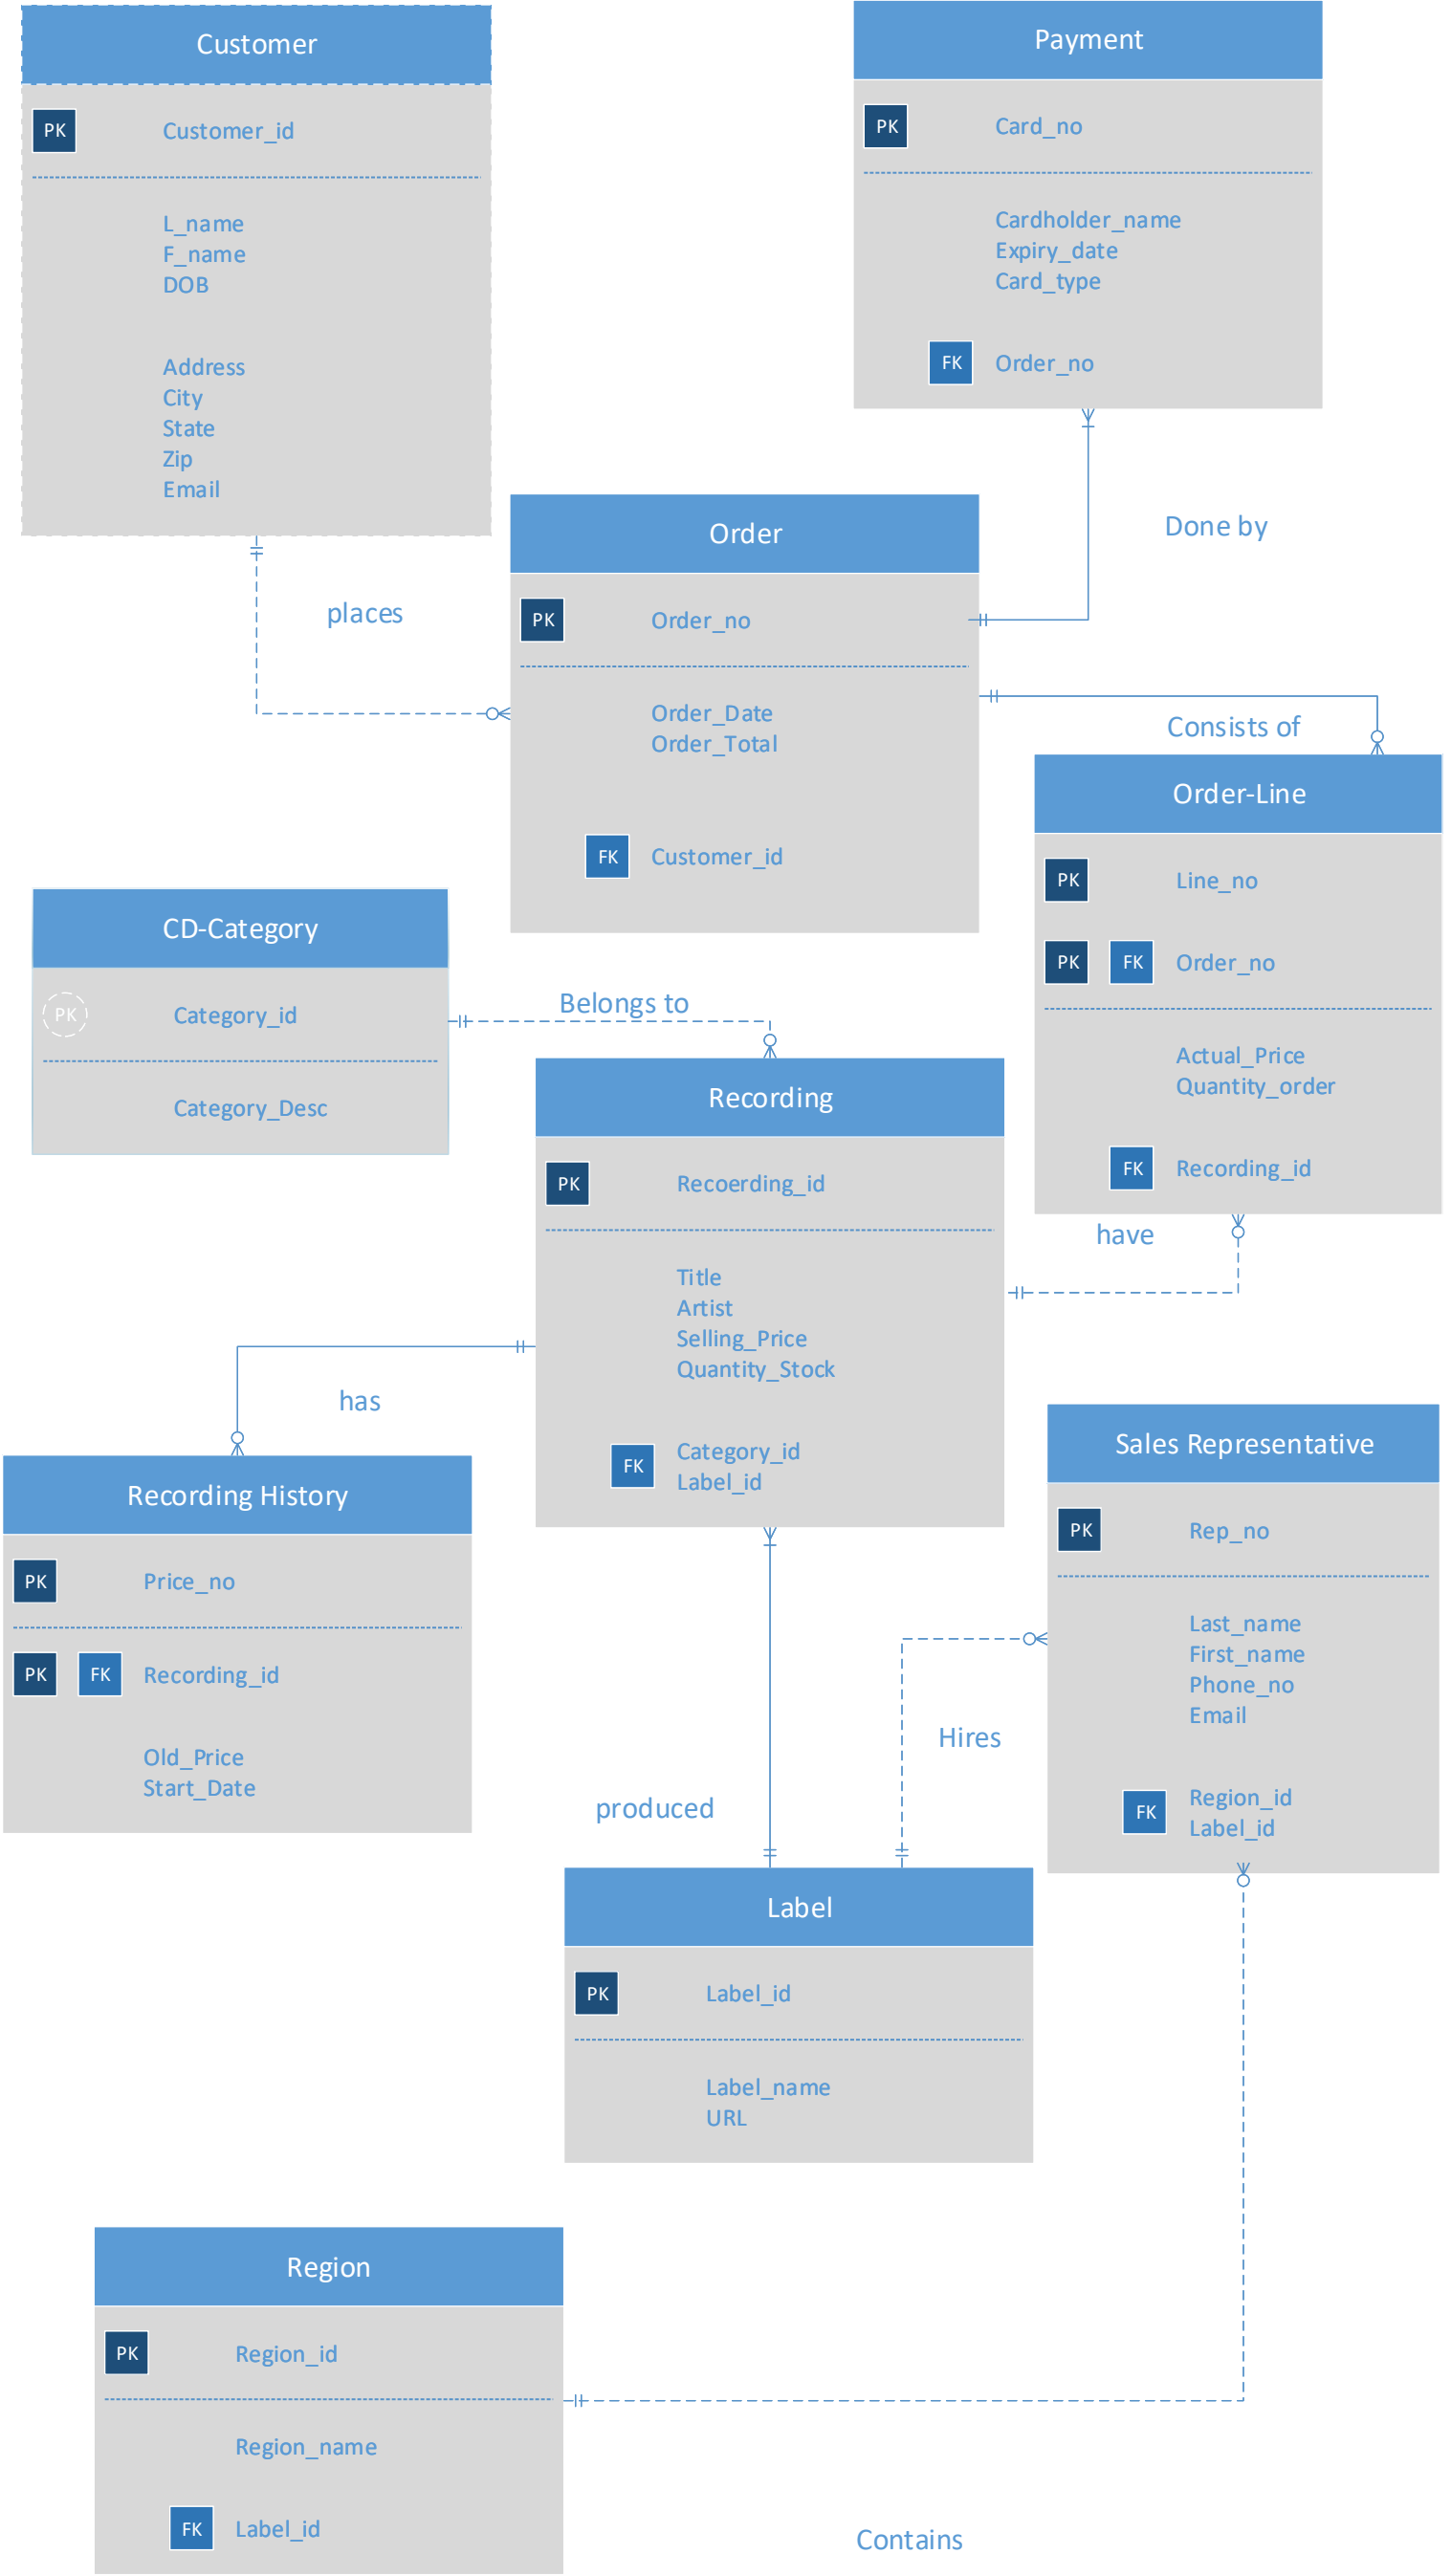 Customer
PK Customer_id
L_name
F_name
DOB
Address
City
State
Zip
Email
Payment
PK Card_no
Cardholder_name
Expiry_date
Card_type
FK Order_no
Done by
places
Order
PK Order_no
Order_Date
Order_Total
FK Customer_id
Consists of
Order-Line
PK Line_no
PK FK Order_no
Actual_Price
Quantity_order
FK Recording_id
have
CD-Category
PK Category_id
Category_Desc
Belongs to
Recording
PK Recoerding_id
Title
Artist
Selling_Price
Quantity_Stock
FK Category_id
Label_id
has
Recording History
PK Price_no
PK FK Recording_id
Old_Price
Start_Date
Sales Representative
PK Rep_no
Last_name
First_name
Phone_no
Email
FK Region_id
Label_id
Hires
produced
Label
PK Label_id
Label_name
URL
Region
PK Region_id
Region_name
FK Label_id
Contains